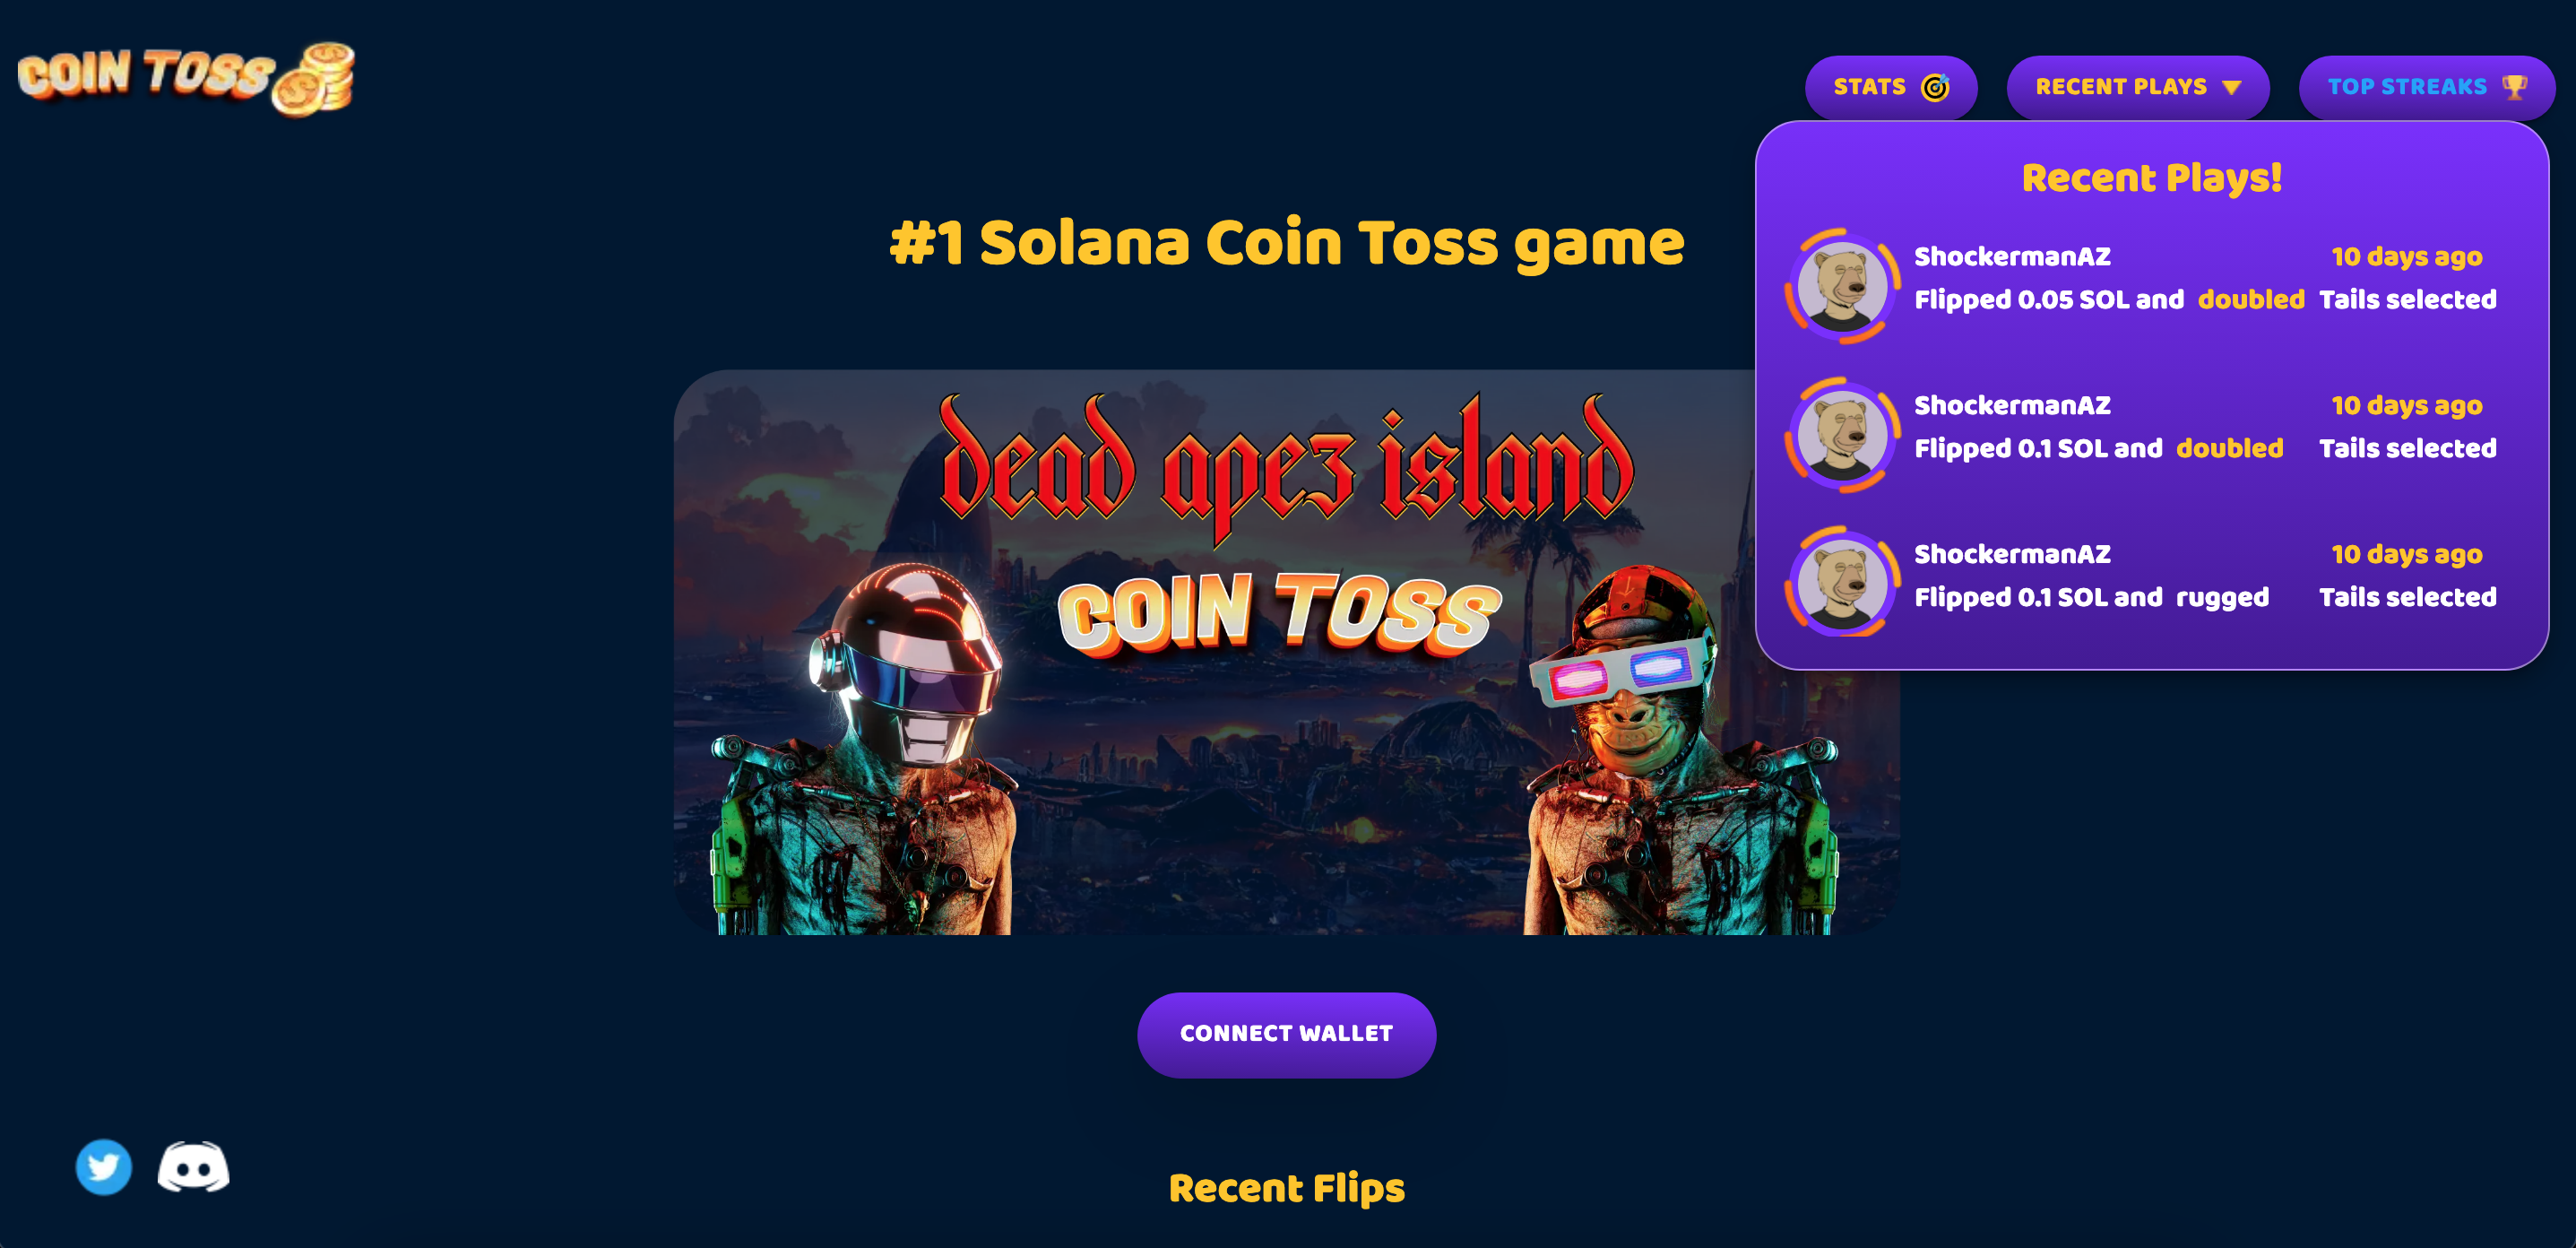 COIN TOSS
STATS
RECENT PLAYS
TOP STREAKS
#1 Solana Coin Toss game
Recent Plays!
ShockermanAZ 10 days ago
Flipped 0.05 SOL and doubled Tails selected
ShockermanAZ 10 days ago
Flipped 0.1 SOL and doubled Tails selected
ShockermanAZ 10 days ago
Flipped 0.1 SOL and rugged Tails selected
dead apez island
COIN TOSS
CONNECT WALLET
Recent Flips